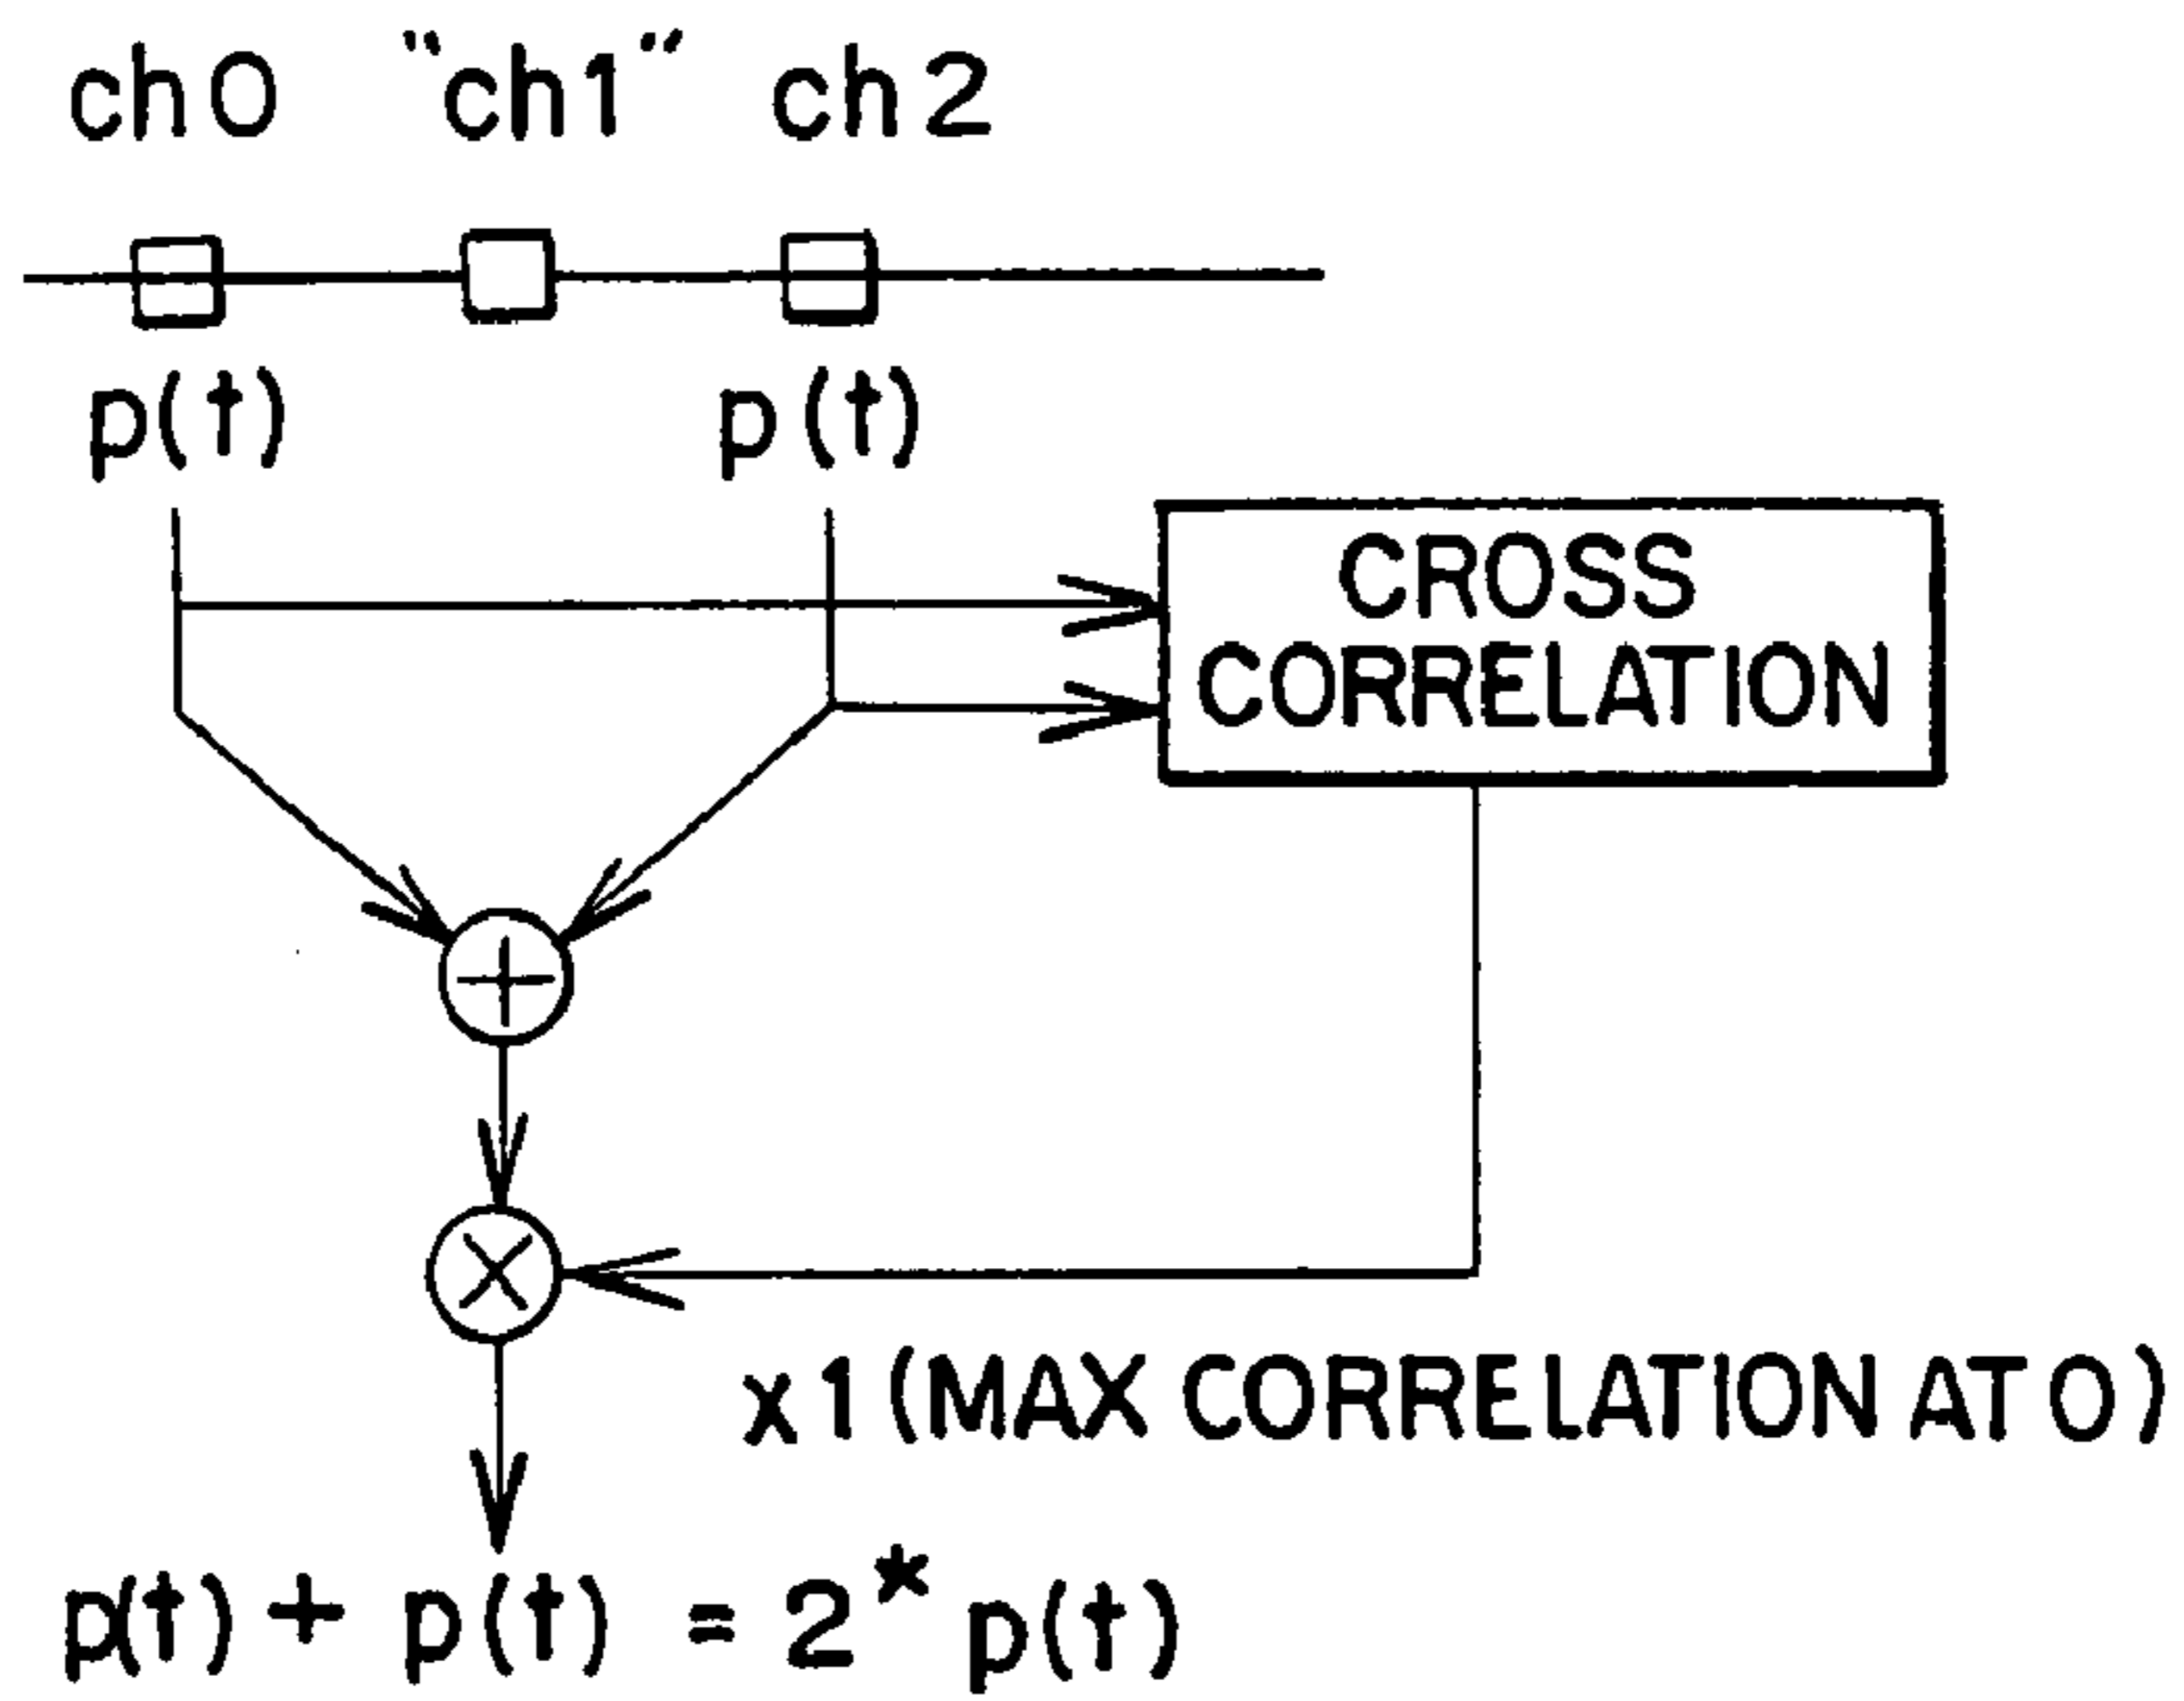 ch0 "ch1" ch2
p(t) p(t)
CROSS
CORRELATION
+
×
x1(MAX CORRELATION AT 0)
p(t) + p(t) = 2* p(t)